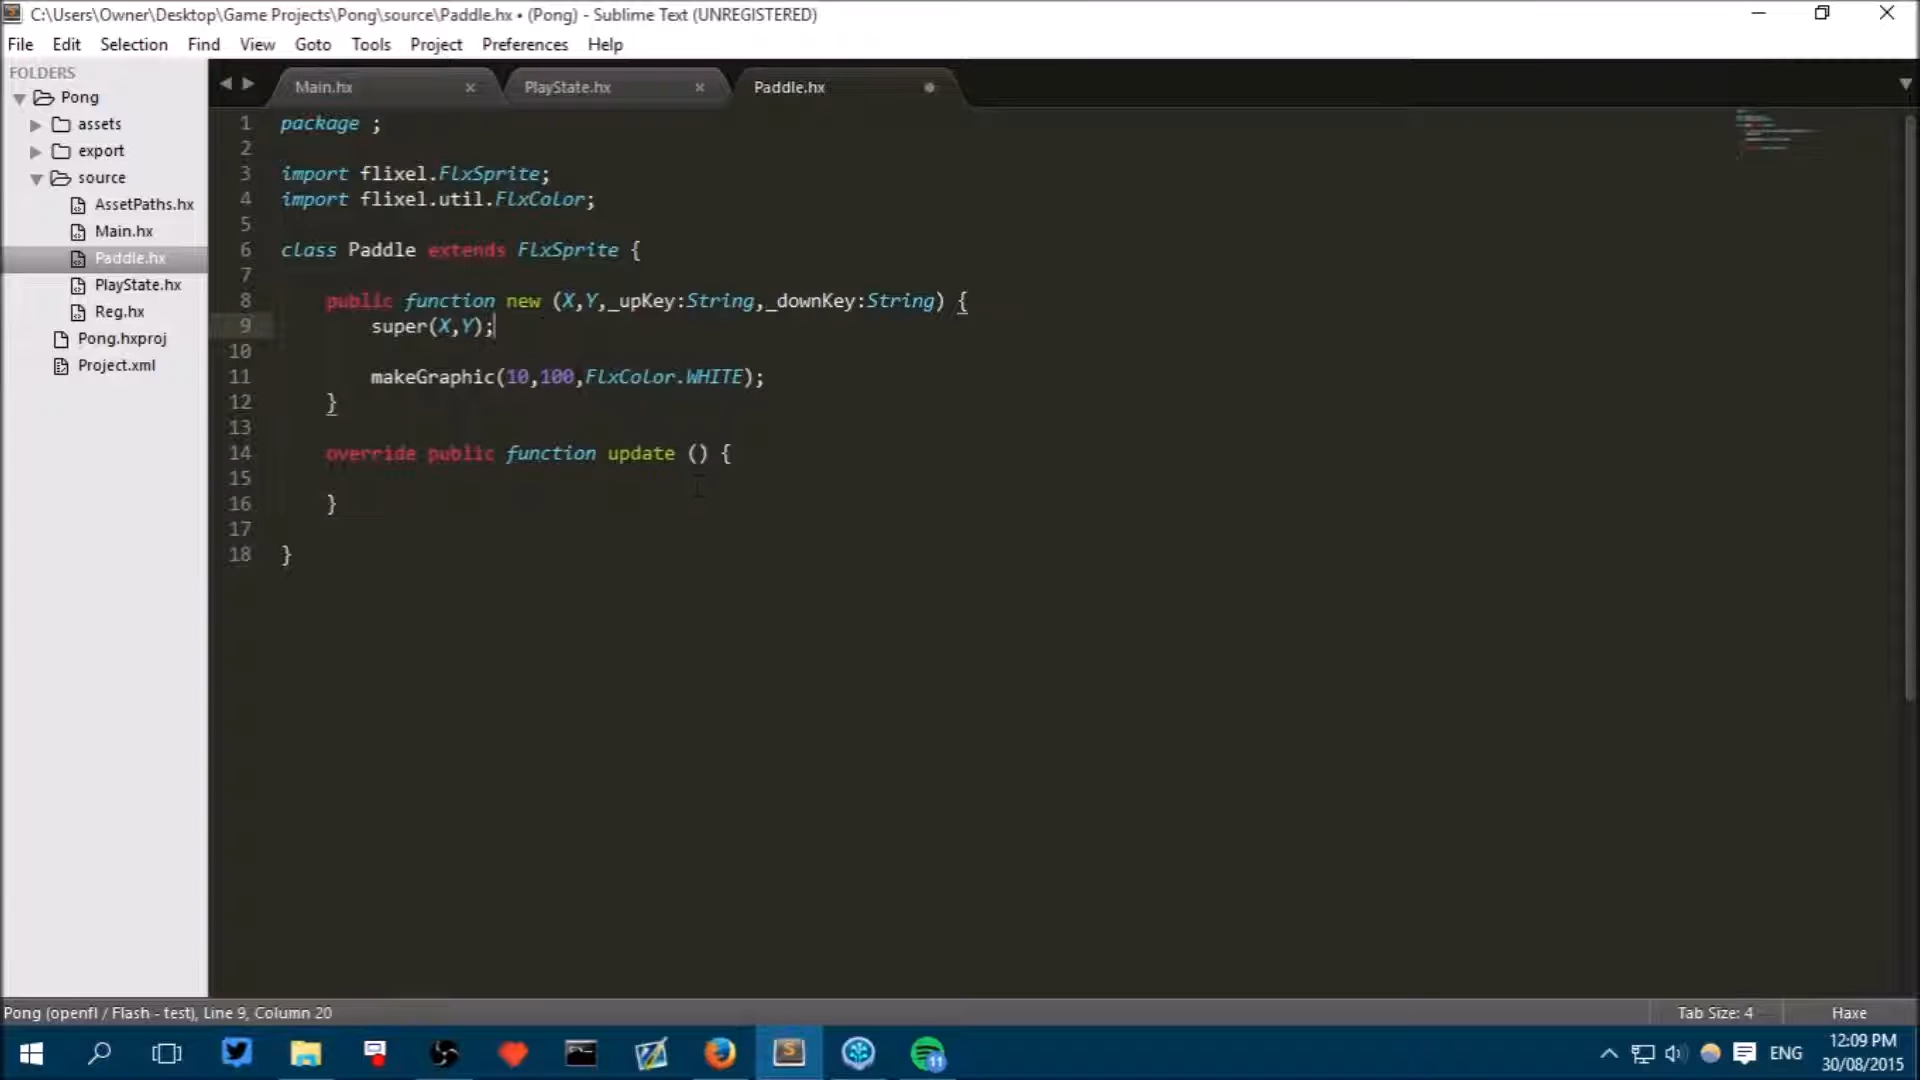 C:\Users\Owner\Desktop\Game Projects\Pong\source\Paddle.hx • (Pong) - Sublime Text (UNREGISTERED)
File Edit Selection Find View Goto Tools Project Preferences Help
FOLDERS
Pong
assets
export
source
AssetPaths.hx
Main.hx
Paddle.hx
PlayState.hx
Reg.hx
Pong.hxproj
Project.xml
Main.hx × PlayState.hx × Paddle.hx
1 package ;
2
3 import flixel.FlxSprite;
4 import flixel.util.FlxColor;
5
6 class Paddle extends FlxSprite {
7
8 public function new (X,Y,_upKey:String,_downKey:String) {
9 super(X,Y);
10
11 makeGraphic(10,100,FlxColor.WHITE);
12 }
13
14 override public function update () {
15
16 }
17
18 }
Pong (openfl / Flash - test), Line 9, Column 20 Tab Size: 4 Haxe
11
ENG
12:09 PM
30/08/2015